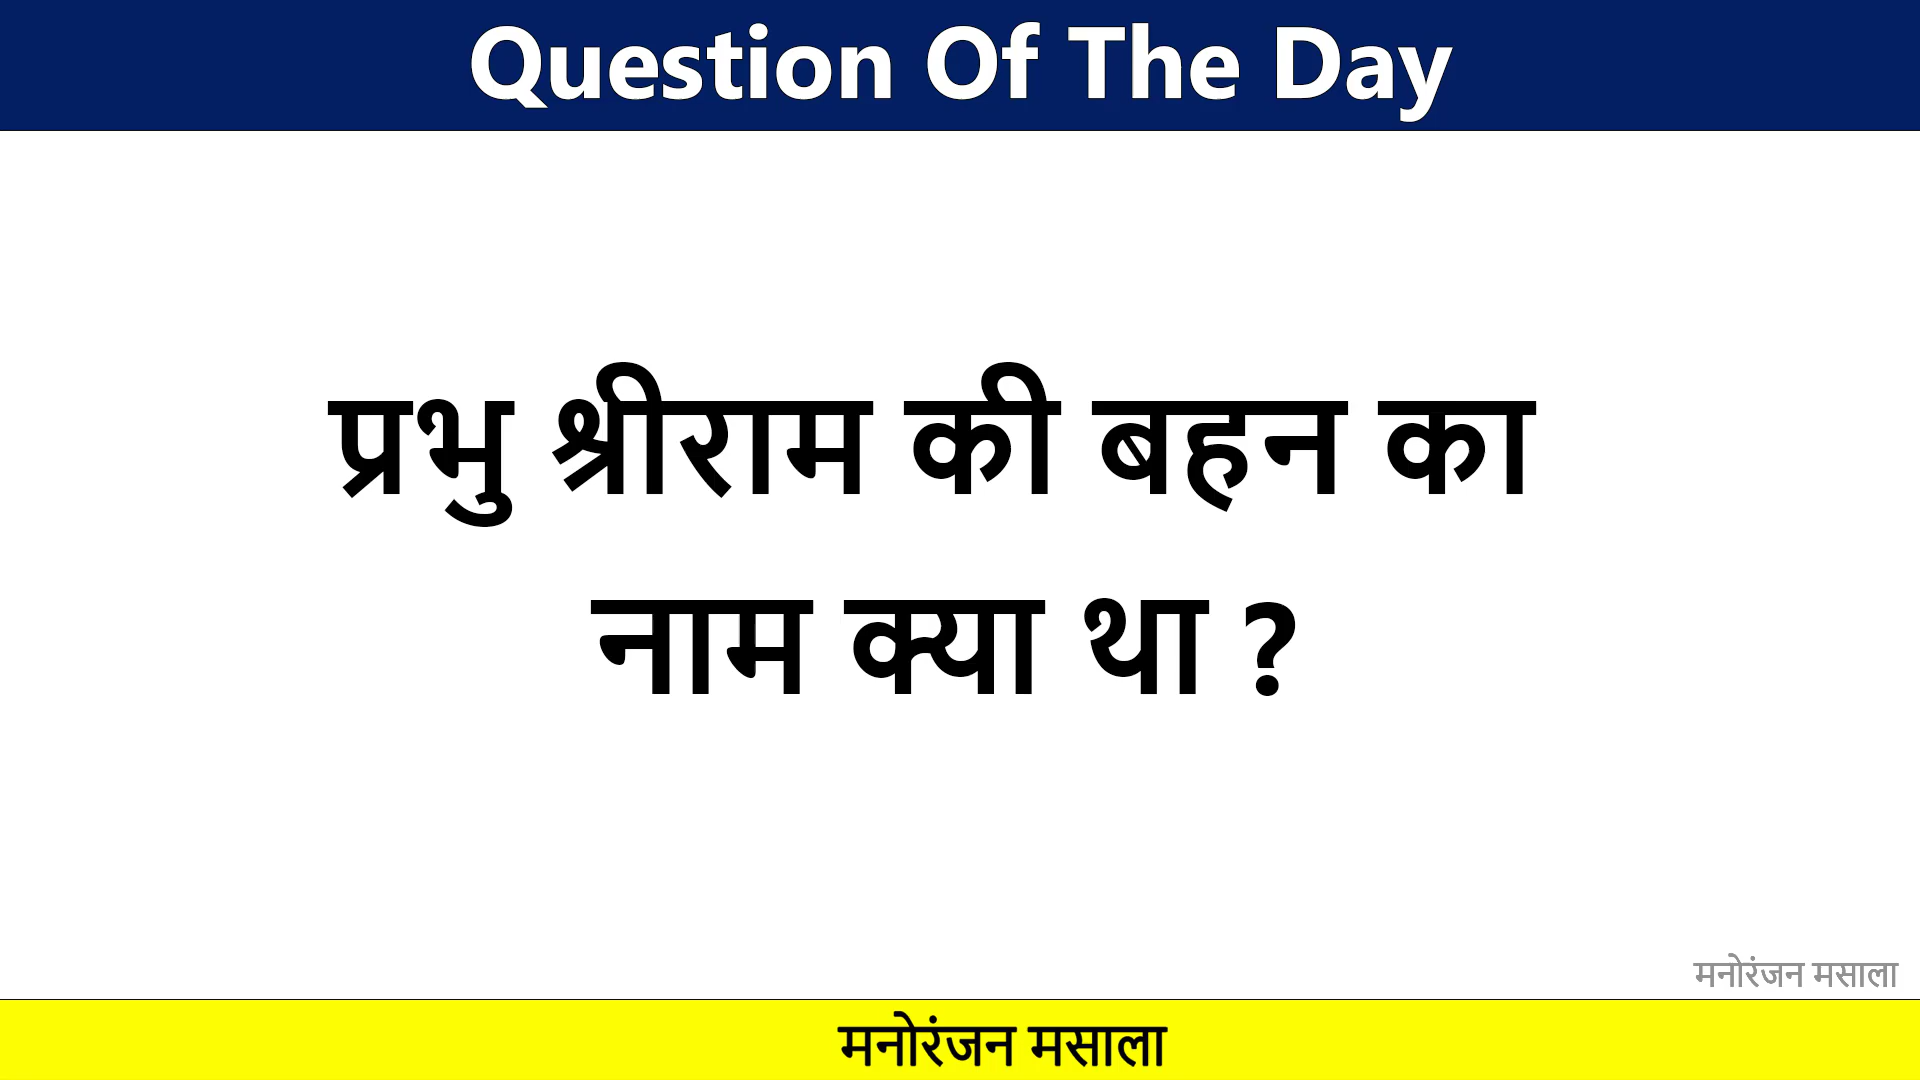 Question Of The Day
प्रभु श्रीराम की बहन का
नाम क्या था ?
मनोरंजन मसाला
मनोरंजन मसाला